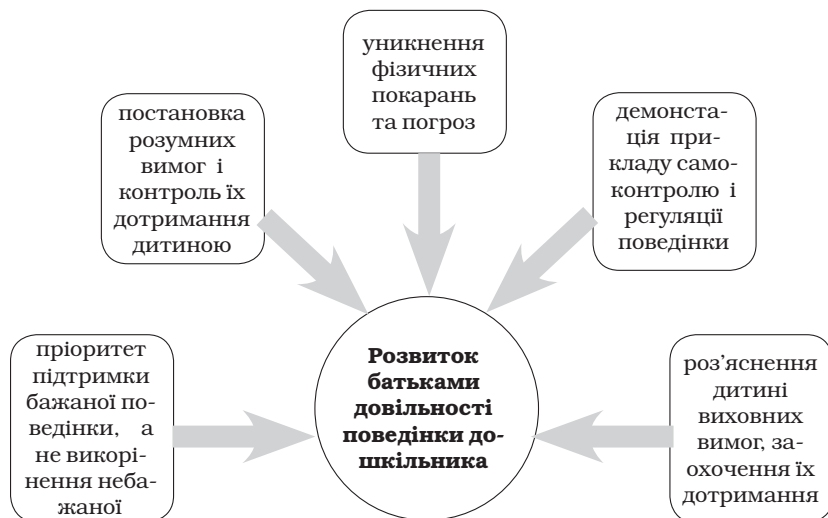 уникнення
фізичних
покарань
та погроз
постановка
розумних
вимог і
контроль їх
дотримання
дитиною
демонста-
ція при-
кладу само-
контролю і
регуляції
поведінки
пріоритет
підтримки
бажаної по-
ведінки, а
не викорі-
нення неба-
жаної
Розвиток
батьками
довільності
поведінки до-
шкільника
роз’яснення
дитині
виховних
вимог, за-
охочення їх
дотримання